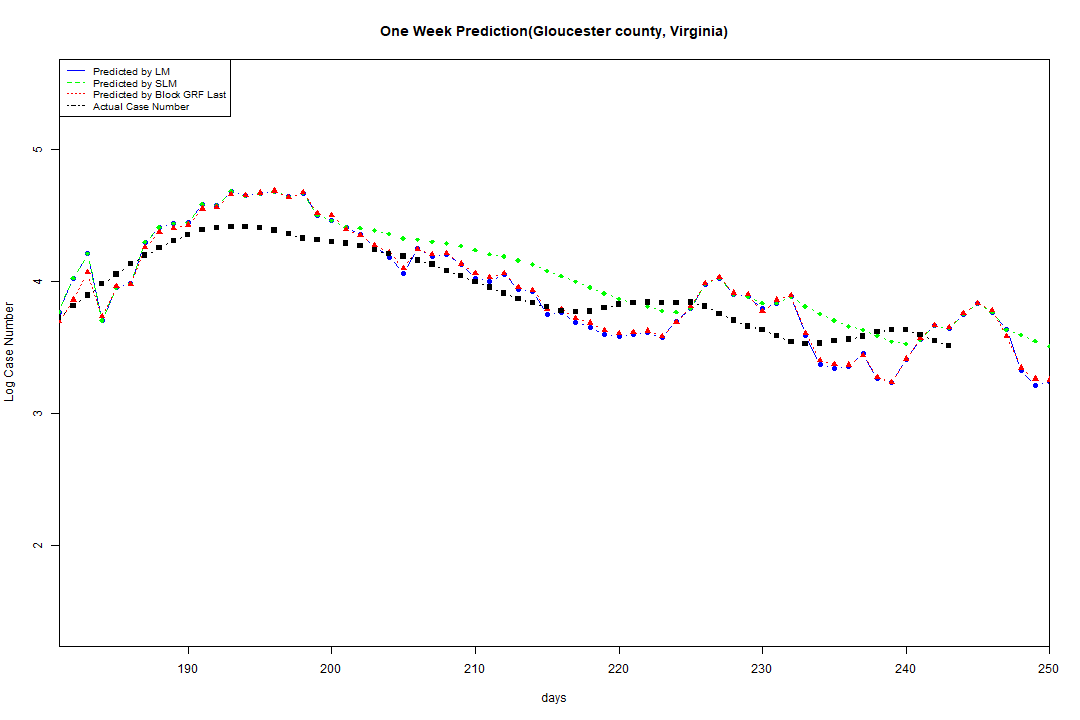 One Week Prediction(Gloucester county, Virginia)
Predicted by LM
Predicted by SLM
Predicted by Block GRF Last
Actual Case Number
5
4
3
2
Log Case Number
190 200 210 220 230 240 250
days